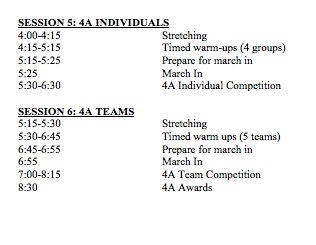 SESSION 5: 4A INDIVIDUALS
4:00-4:15 Stretching
4:15-5:15 Timed warm-ups (4 groups)
5:15-5:25 Prepare for march in
5:25 March In
5:30-6:30 4A Individual Competition
SESSION 6: 4A TEAMS
5:15-5:30 Stretching
5:30-6:45 Timed warm ups (5 teams)
6:45-6:55 Prepare for march in
6:55 March In
7:00-8:15 4A Team Competition
8:30 4A Awards